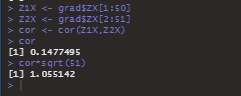 > Z1X <- grad$ZX[1:50]
> Z2X <- grad$ZX[2:51]
> cor <- cor(Z1X,Z2X)
> cor
[1] 0.1477495
> cor*sqrt(51)
[1] 1.055142
>